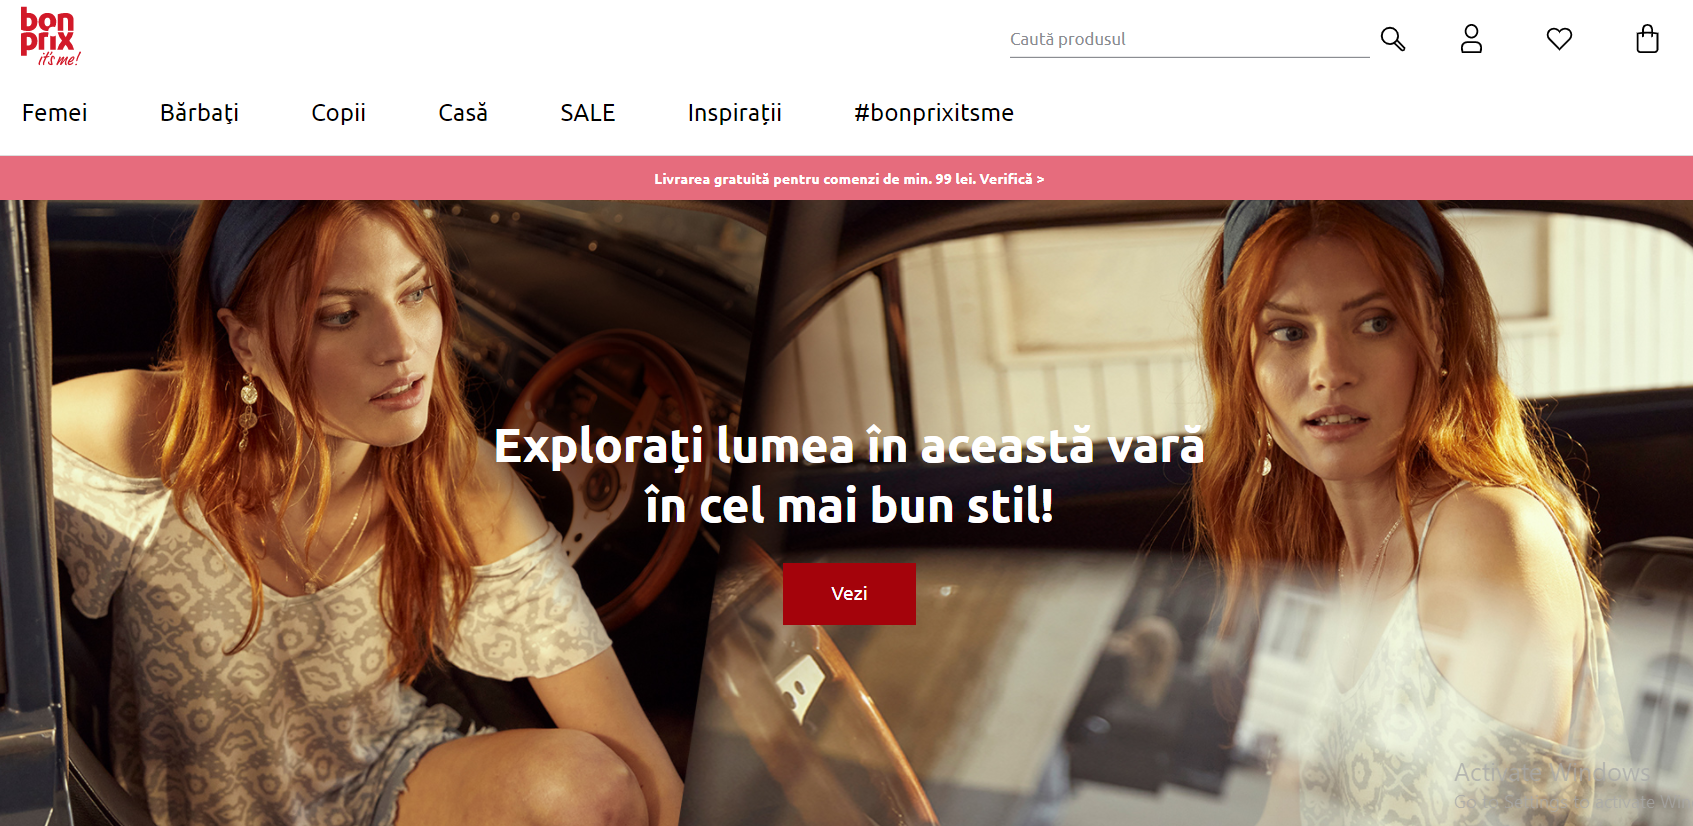 bon
prix
it's me!
Caută produsul
Femei Bărbaţi Copii Casă SALE Inspirații #bonprixitsme
Livrarea gratuită pentru comenzi de min. 99 lei. Verifică >
Explorați lumea în această vară
în cel mai bun stil!
Vezi
Activate Windows
Go to Settings to activate Wi